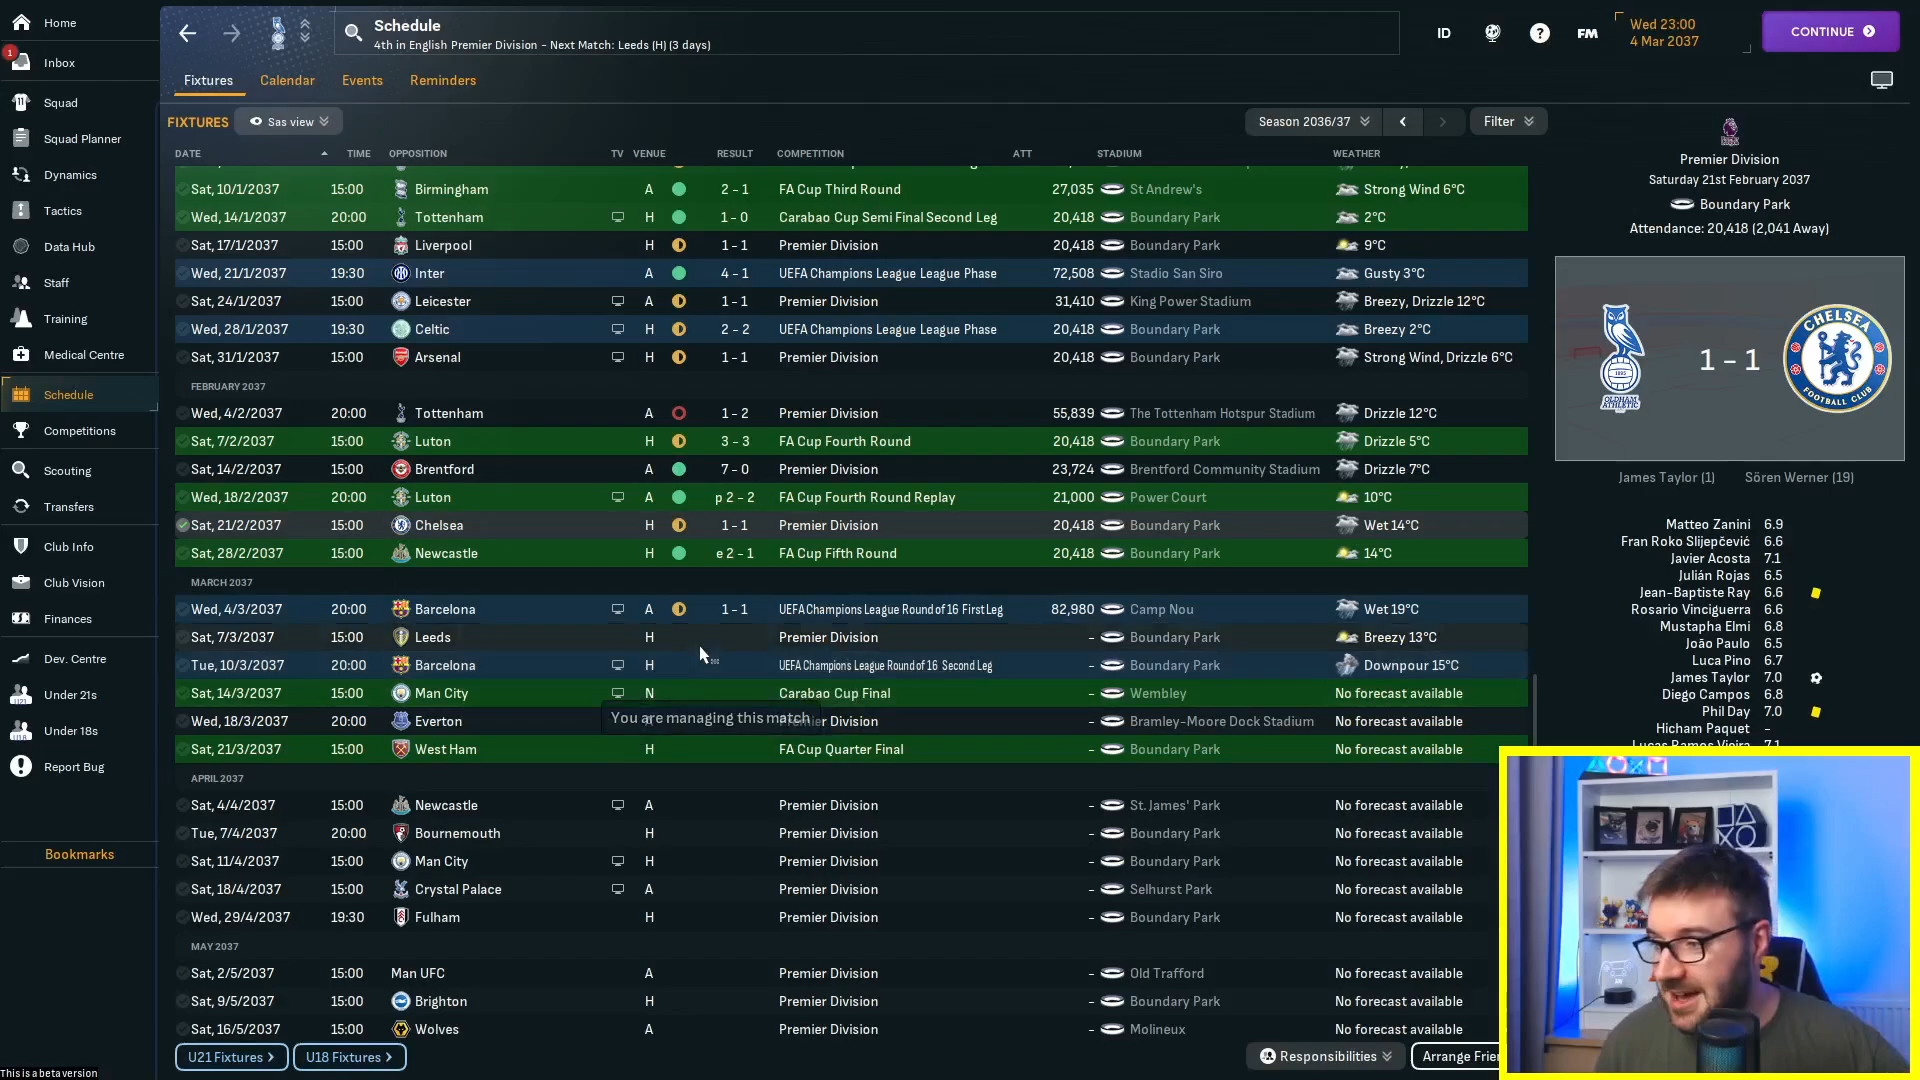 Home
Inbox
1
Squad
Squad Planner
Dynamics
Tactics
Data Hub
Staff
Training
Medical Centre
Schedule
Competitions
Scouting
Transfers
Club Info
Club Vision
Finances
Dev. Centre
Under 21s
Under 18s
Report Bug
Bookmarks
This is a beta version
Schedule
4th in English Premier Division - Next Match: Leeds (H) (3 days)
ID
FM
Wed 23:00
4 Mar 2037
CONTINUE
Fixtures Calendar Events Reminders
FIXTURES Sas view Season 2036/37 Filter
DATE TIME OPPOSITION TV VENUE RESULT COMPETITION ATT STADIUM WEATHER
Sat, 10/1/2037 15:00 Birmingham A 2 - 1 FA Cup Third Round 27,035 St Andrew's Strong Wind 6°C
Wed, 14/1/2037 20:00 Tottenham H 1 - 0 Carabao Cup Semi Final Second Leg 20,418 Boundary Park 2°C
Sat, 17/1/2037 15:00 Liverpool H 1 - 1 Premier Division 20,418 Boundary Park 9°C
Wed, 21/1/2037 19:30 Inter A 4 - 1 UEFA Champions League League Phase 72,508 Stadio San Siro Gusty 3°C
Sat, 24/1/2037 15:00 Leicester A 1 - 1 Premier Division 31,410 King Power Stadium Breezy, Drizzle 12°C
Wed, 28/1/2037 19:30 Celtic H 2 - 2 UEFA Champions League League Phase 20,418 Boundary Park Breezy 2°C
Sat, 31/1/2037 15:00 Arsenal H 1 - 1 Premier Division 20,418 Boundary Park Strong Wind, Drizzle 6°C
FEBRUARY 2037
Wed, 4/2/2037 20:00 Tottenham A 1 - 2 Premier Division 55,839 The Tottenham Hotspur Stadium Drizzle 12°C
Sat, 7/2/2037 15:00 Luton H 3 - 3 FA Cup Fourth Round 20,418 Boundary Park Drizzle 5°C
Sat, 14/2/2037 15:00 Brentford A 7 - 0 Premier Division 23,724 Brentford Community Stadium Drizzle 7°C
Wed, 18/2/2037 20:00 Luton A p 2 - 2 FA Cup Fourth Round Replay 21,000 Power Court 10°C
Sat, 21/2/2037 15:00 Chelsea H 1 - 1 Premier Division 20,418 Boundary Park Wet 14°C
Sat, 28/2/2037 15:00 Newcastle H e 2 - 1 FA Cup Fifth Round 20,418 Boundary Park 14°C
MARCH 2037
Wed, 4/3/2037 20:00 Barcelona A 1 - 1 UEFA Champions League Round of 16 First Leg 82,980 Camp Nou Wet 19°C
Sat, 7/3/2037 15:00 Leeds H Premier Division - Boundary Park Breezy 13°C
Tue, 10/3/2037 20:00 Barcelona H UEFA Champions League Round of 16 Second Leg - Boundary Park Downpour 15°C
Sat, 14/3/2037 15:00 Man City N Carabao Cup Final - Wembley No forecast available
You are managing this match
Wed, 18/3/2037 20:00 Everton A Premier Division - Bramley-Moore Dock Stadium No forecast available
Sat, 21/3/2037 15:00 West Ham H FA Cup Quarter Final - Boundary Park No forecast available
APRIL 2037
Sat, 4/4/2037 15:00 Newcastle A Premier Division - St. James' Park No forecast available
Tue, 7/4/2037 20:00 Bournemouth H Premier Division - Boundary Park No forecast available
Sat, 11/4/2037 15:00 Man City H Premier Division - Boundary Park No forecast available
Sat, 18/4/2037 15:00 Crystal Palace A Premier Division - Selhurst Park No forecast available
Wed, 29/4/2037 19:30 Fulham H Premier Division - Boundary Park No forecast available
MAY 2037
Sat, 2/5/2037 15:00 Man UFC A Premier Division - Old Trafford No forecast available
Sat, 9/5/2037 15:00 Brighton H Premier Division - Boundary Park No forecast available
Sat, 16/5/2037 15:00 Wolves A Premier Division - Molineux No forecast available
U21 Fixtures U18 Fixtures Responsibilities Arrange Frien
Premier Division
Saturday 21st February 2037
Boundary Park
Attendance: 20,418 (2,041 Away)
OLDHAM
ATHLETIC
1 - 1
CHELSEA
FOOTBALL CLUB
James Taylor (1) Sören Werner (19)
Matteo Zanini 6.9
Fran Roko Slijepčević 6.6
Javier Acosta 7.1
Julián Rojas 6.5
Jean-Baptiste Ray 6.6
Rosario Vinciguerra 6.6
Mustapha Elmi 6.8
João Paulo 6.5
Luca Pino 6.7
James Taylor 7.0
Diego Campos 6.8
Phil Day 7.0
Hicham Paquet -
Lucas Ramos Vieira 7.1